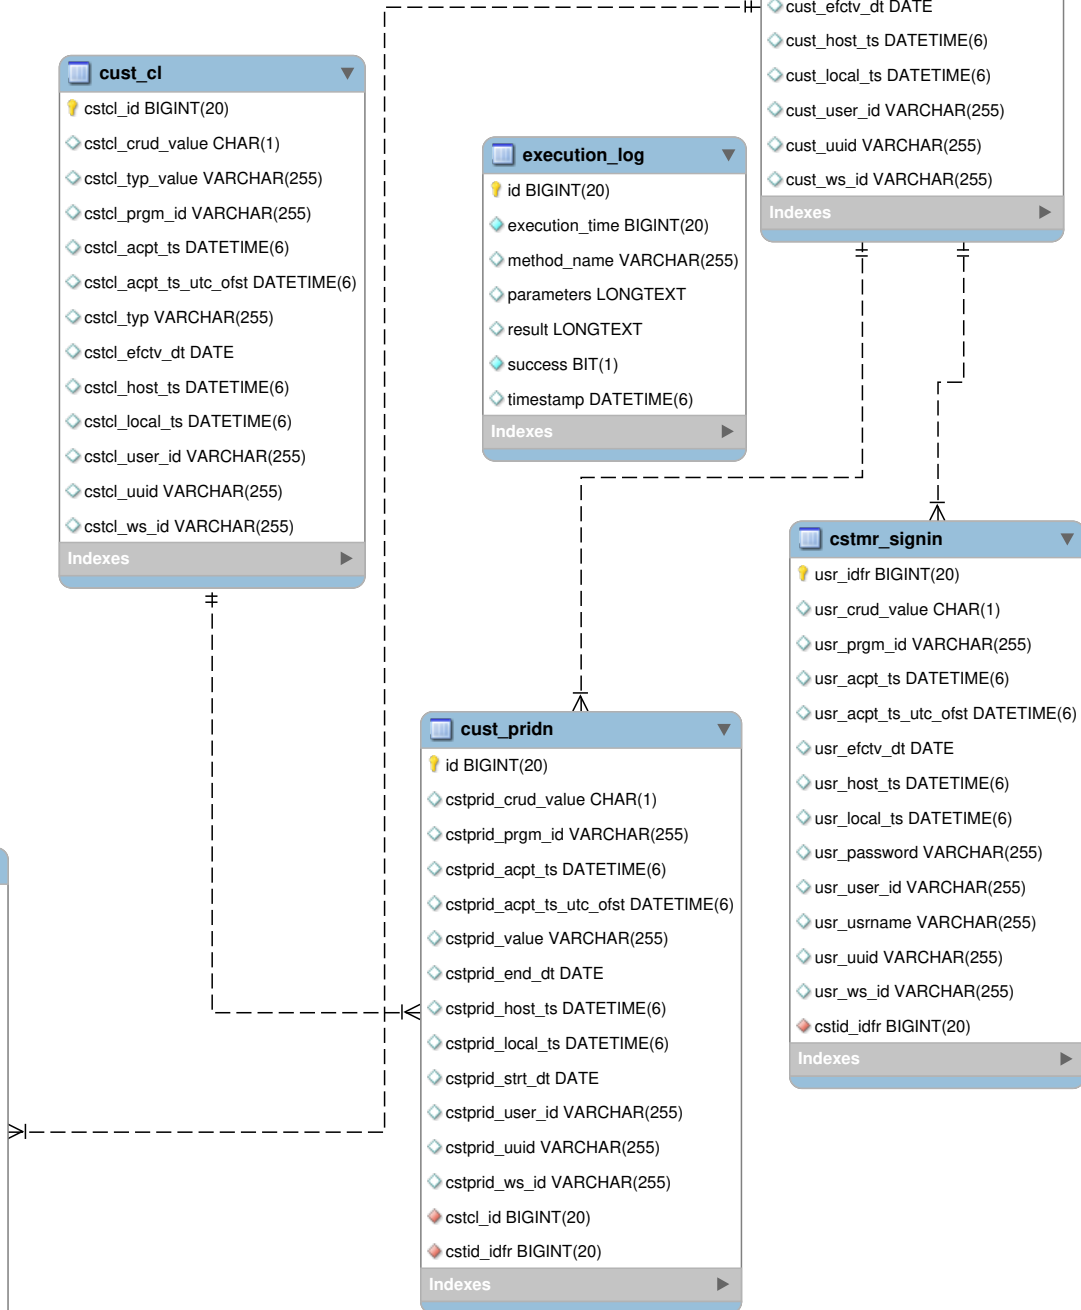 cust_efctv_dt DATE
cust_host_ts DATETIME(6)
cust_local_ts DATETIME(6)
cust_user_id VARCHAR(255)
cust_uuid VARCHAR(255)
cust_ws_id VARCHAR(255)
Indexes
cust_cl
cstcl_id BIGINT(20)
cstcl_crud_value CHAR(1)
cstcl_typ_value VARCHAR(255)
cstcl_prgm_id VARCHAR(255)
cstcl_acpt_ts DATETIME(6)
cstcl_acpt_ts_utc_ofst DATETIME(6)
cstcl_typ VARCHAR(255)
cstcl_efctv_dt DATE
cstcl_host_ts DATETIME(6)
cstcl_local_ts DATETIME(6)
cstcl_user_id VARCHAR(255)
cstcl_uuid VARCHAR(255)
cstcl_ws_id VARCHAR(255)
Indexes
execution_log
id BIGINT(20)
execution_time BIGINT(20)
method_name VARCHAR(255)
parameters LONGTEXT
result LONGTEXT
success BIT(1)
timestamp DATETIME(6)
Indexes
cstmr_signin
usr_idfr BIGINT(20)
usr_crud_value CHAR(1)
usr_prgm_id VARCHAR(255)
usr_acpt_ts DATETIME(6)
usr_acpt_ts_utc_ofst DATETIME(6)
usr_efctv_dt DATE
usr_host_ts DATETIME(6)
usr_local_ts DATETIME(6)
usr_password VARCHAR(255)
usr_user_id VARCHAR(255)
usr_usrname VARCHAR(255)
usr_uuid VARCHAR(255)
usr_ws_id VARCHAR(255)
cstid_idfr BIGINT(20)
Indexes
cust_pridn
id BIGINT(20)
cstprid_crud_value CHAR(1)
cstprid_prgm_id VARCHAR(255)
cstprid_acpt_ts DATETIME(6)
cstprid_acpt_ts_utc_ofst DATETIME(6)
cstprid_value VARCHAR(255)
cstprid_end_dt DATE
cstprid_host_ts DATETIME(6)
cstprid_local_ts DATETIME(6)
cstprid_strt_dt DATE
cstprid_user_id VARCHAR(255)
cstprid_uuid VARCHAR(255)
cstprid_ws_id VARCHAR(255)
cstcl_id BIGINT(20)
cstid_idfr BIGINT(20)
Indexes